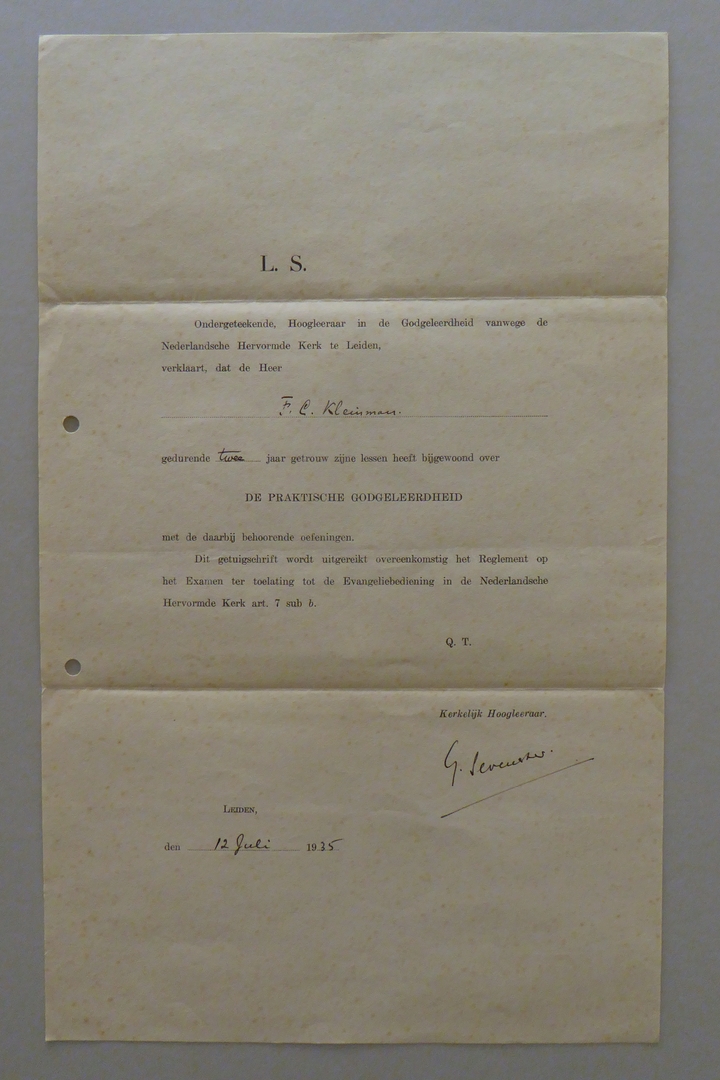 L. S.
Ondergeteekende, Hoogleeraar in de Godgeleerdheid vanwege de
Nederlandsche Hervormde Kerk te Leiden,
verklaart, dat de Heer
F. C. Kleinman.
gedurende twee jaar getrouw zijne lessen heeft bijgewoond over
DE PRAKTISCHE GODGELEERDHEID
met de daarbij behoorende oefeningen.
Dit getuigschrift wordt uitgereikt overeenkomstig het Reglement op
het Examen ter toelating tot de Evangeliebediening in de Nederlandsche
Hervormde Kerk art. 7 sub b.
Q. T.
Kerkelijk Hoogleeraar.
G. Sevenster.
LEIDEN,
den 12 Juli 1935